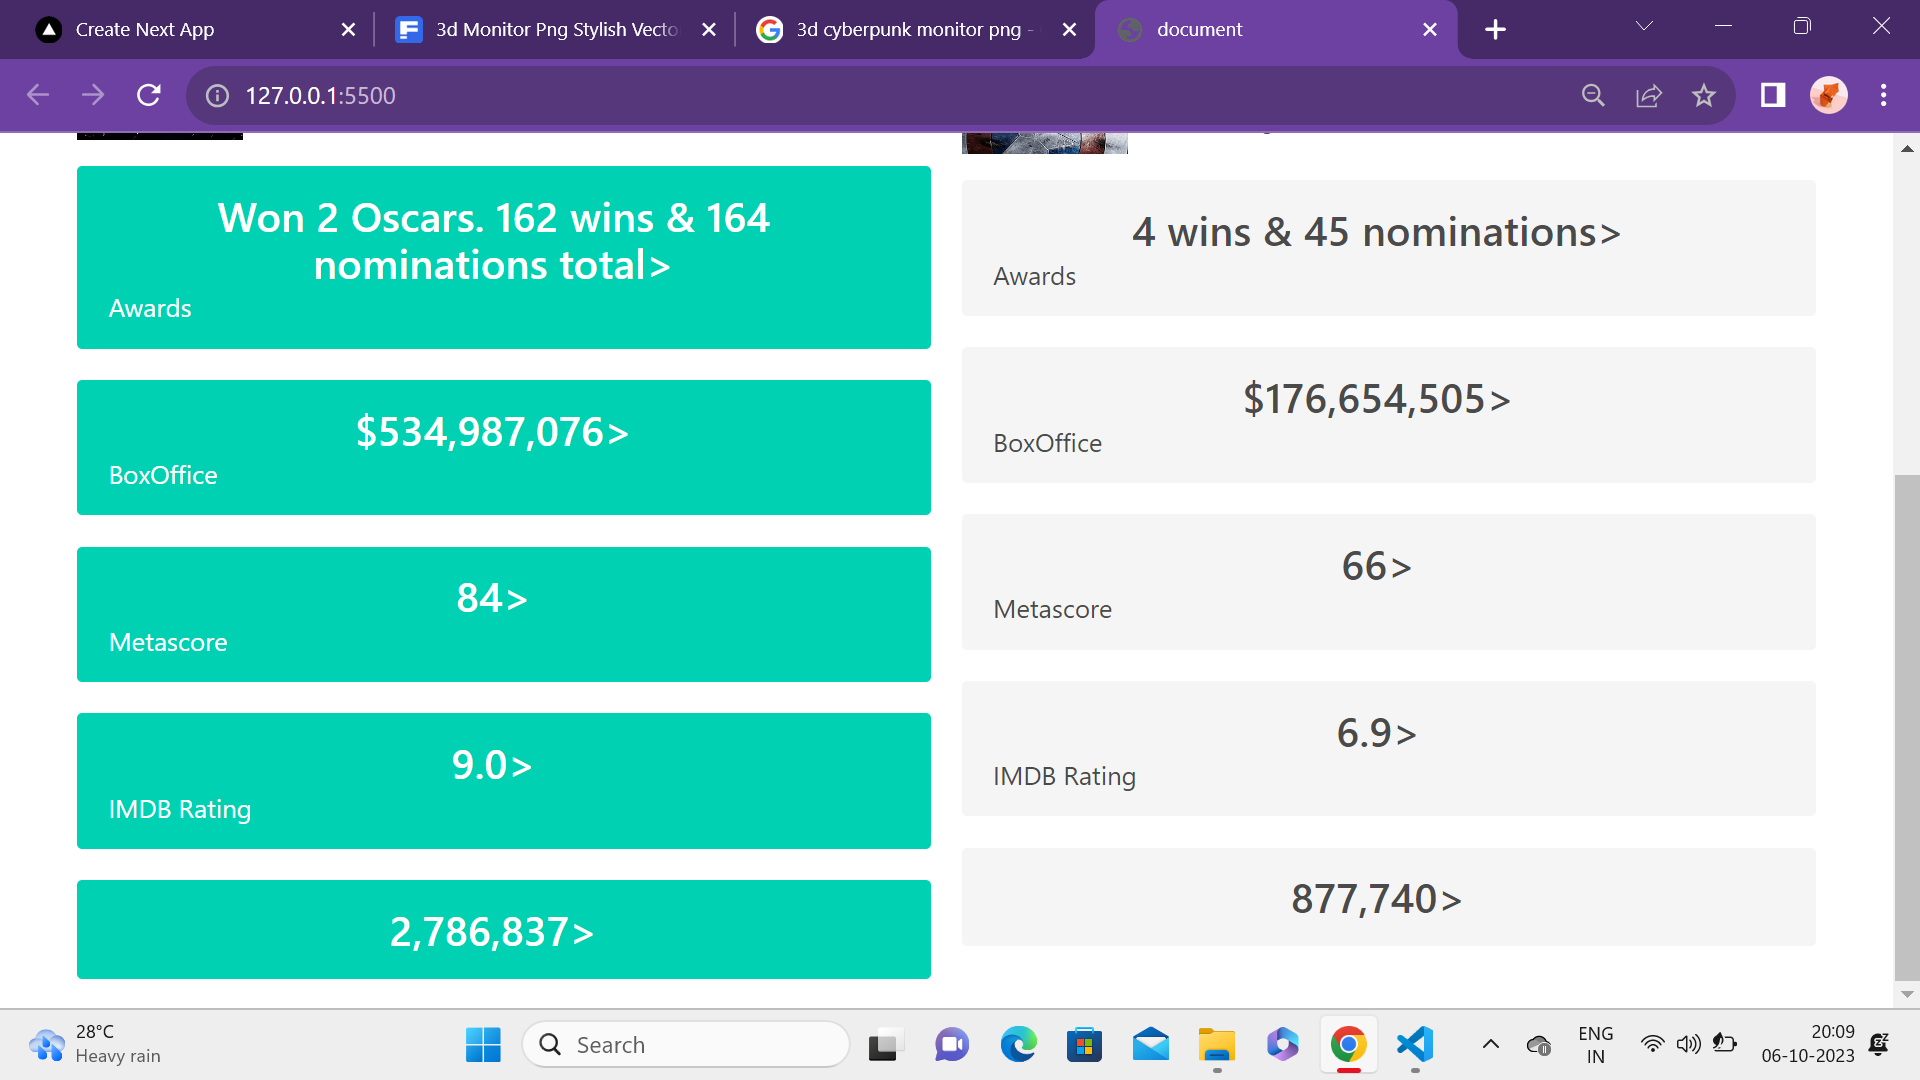 Create Next App
3d Monitor Png Stylish Vecto
3d cyberpunk monitor png -
document
127.0.0.1:5500
Won 2 Oscars. 162 wins & 164
nominations total>
Awards
$534,987,076>
BoxOffice
84>
Metascore
9.0>
IMDB Rating
2,786,837>
4 wins & 45 nominations>
Awards
$176,654,505>
BoxOffice
66>
Metascore
6.9>
IMDB Rating
877,740>
28°C
Heavy rain
Search
ENG
IN
20:09
06-10-2023